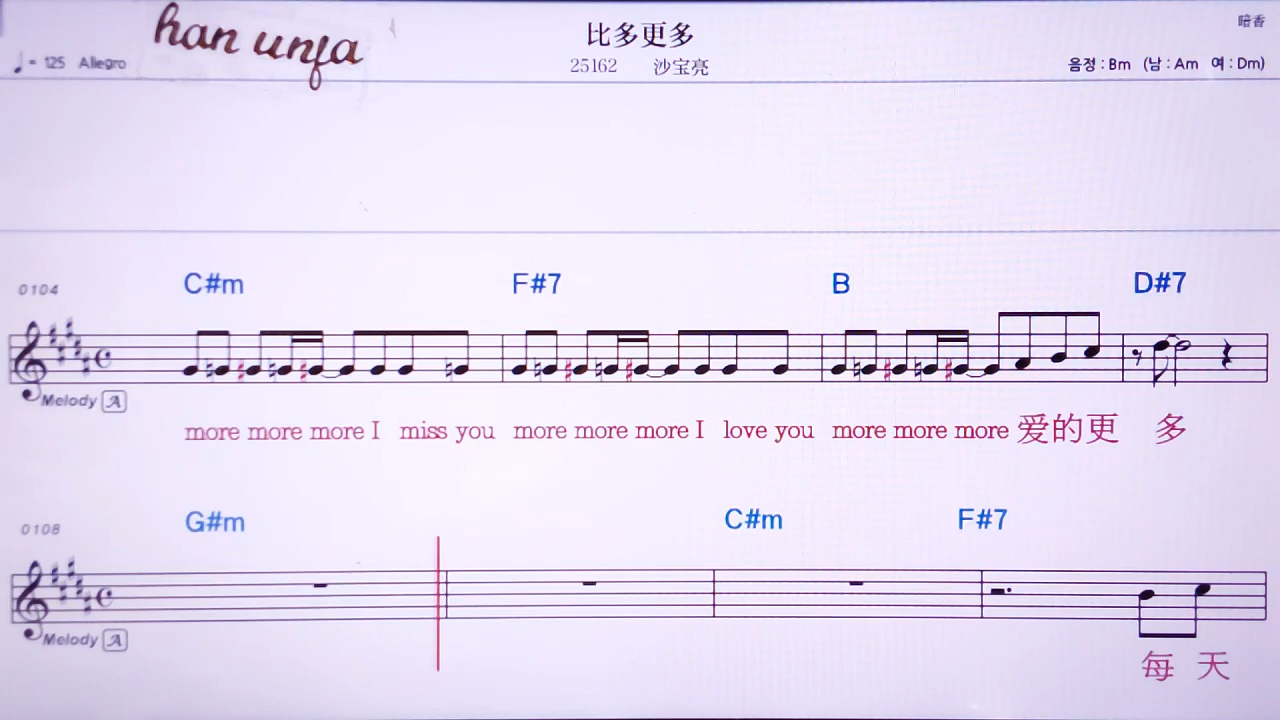 han unfa
比多更多
暗香
♩= 125 Allegro
25162 沙宝亮
음정 : Bm (남 : Am 여 : Dm)
C#m F#7 B D#7
0104
Melody A
more more more I miss you more more more I love you more more more 爱的更 多
G#m C#m F#7
0108
Melody A
每 天